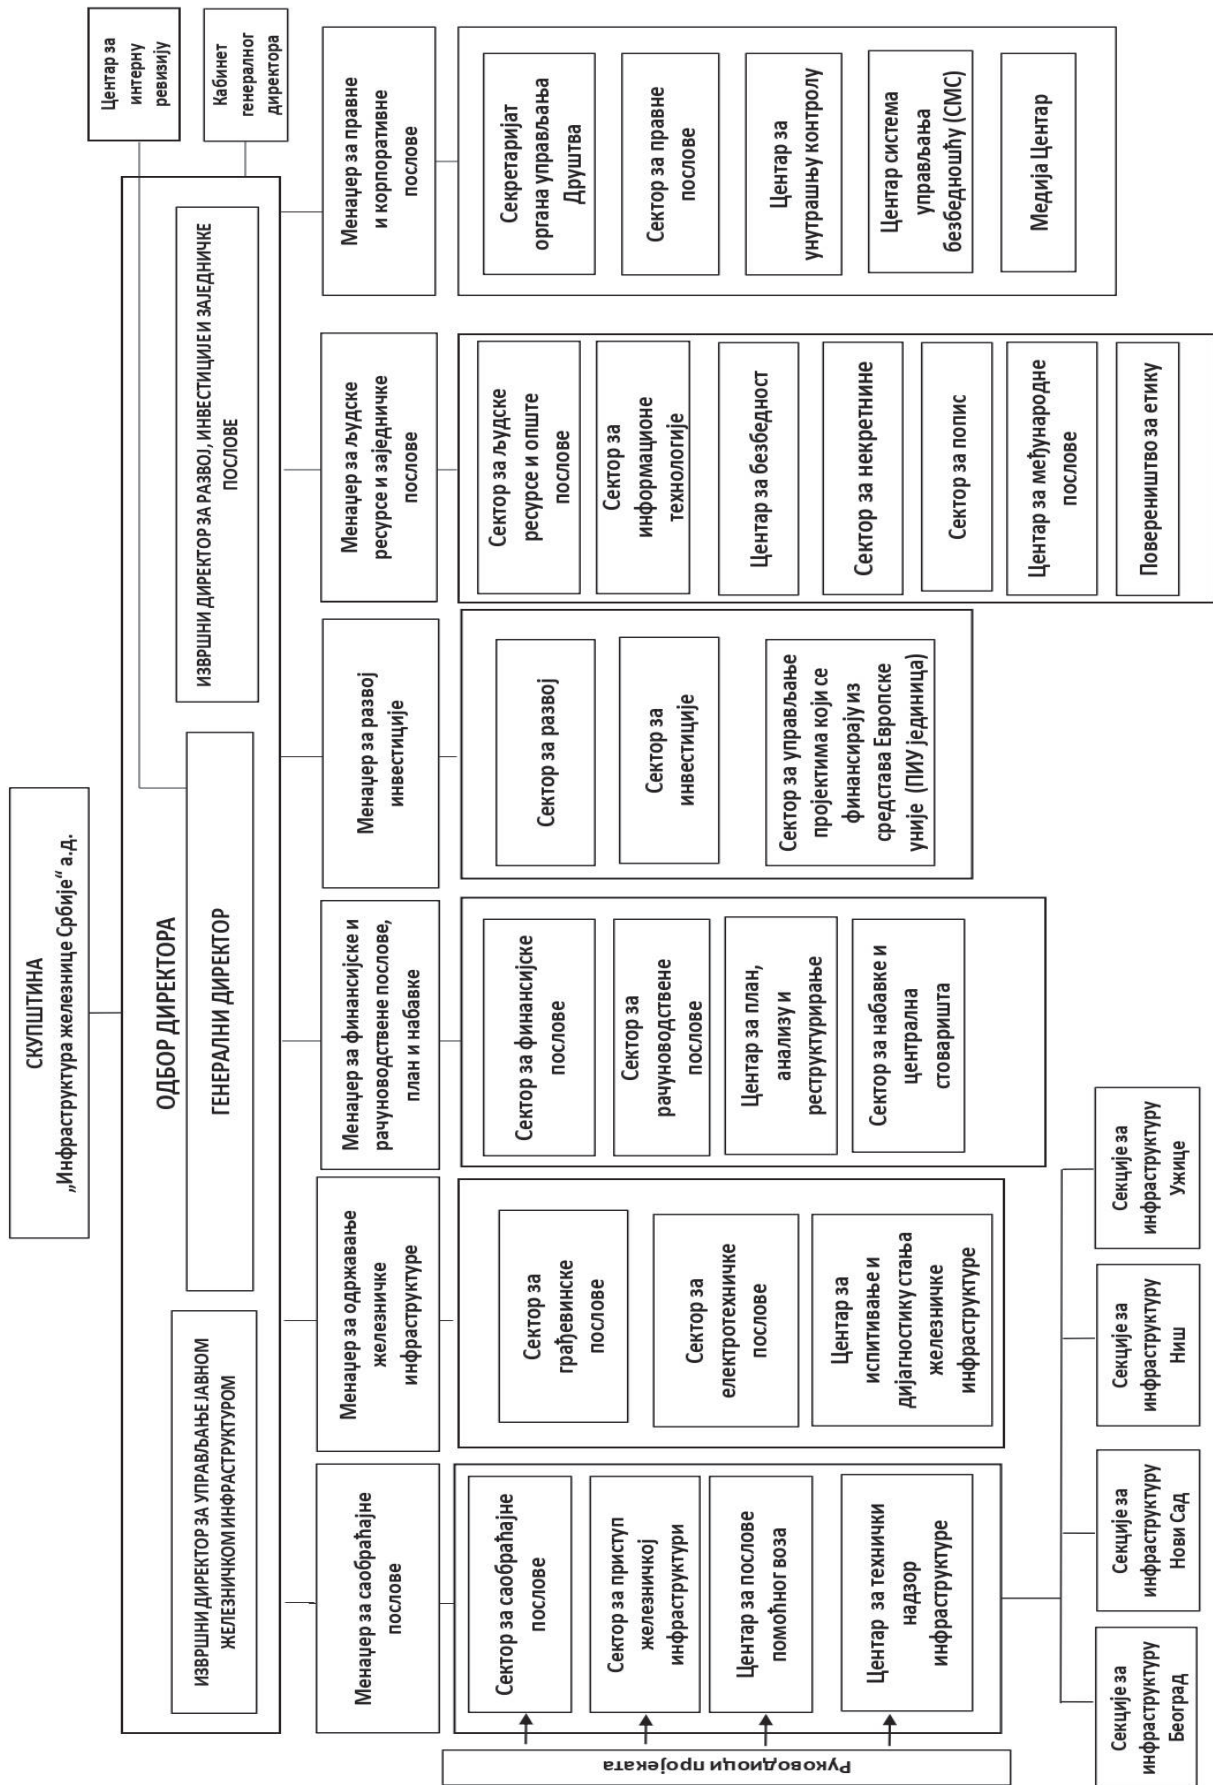 СКУПШТИНА
„Инфраструктура железнице Србије“ а.д.
Центар за
интерну
ревизију
Кабинет
генералног
директора
ОДБОР ДИРЕКТОРА
ГЕНЕРАЛНИ ДИРЕКТОР
ИЗВРШНИ ДИРЕКТОР ЗА УПРАВЉАЊЕ ЈАВНОМ
ЖЕЛЕЗНИЧКОМ ИНФРАСТРУКТУРОМ
ИЗВРШНИ ДИРЕКТОР ЗА РАЗВОЈ, ИНВЕСТИЦИЈЕ И ЗАЈЕДНИЧКЕ
ПОСЛОВЕ
Менаџер за саобраћајне
послове
Менаџер за одржавање
железничке
инфраструктуре
Менаџер за финансијске и
рачуноводствене послове,
план и набавке
Менаџер за развој
инвестиције
Менаџер за људске
ресурсе и заједничке
послове
Менаџер за правне
и корпоративне
послове
Руководиоци пројеката
Сектор за саобраћајне
послове
Сектор за приступ
железничкој
инфраструктури
Центар за послове
помоћног воза
Центар за технички
надзор
инфраструктуре
Сектор за
грађевинске
послове
Сектор за
електротехничке
послове
Центар за
испитивање и
дијагностику стања
железничке
инфраструктуре
Сектор за финансијске
послове
Сектор за
рачуноводствене
послове
Центар за план,
анализу и
реструктурирање
Сектор за набавке и
централна
стоваришта
Сектор за развој
Сектор за
инвестиције
Сектор за управљање
пројектима који се
финансирају из
средстава Европске
уније (ПИУ јединица)
Сектор за људске
ресурсе и опште
послове
Сектор за
информационе
технологије
Центар за безбедност
Сектор за некретнине
Сектор за попис
Центар за међународне
послове
Повереништво за етику
Секретаријат
органа управљања
Друштва
Сектор за правне
послове
Центар за
унутрашњу контролу
Центар система
управљања
безбедношћу (СМС)
Медија Центар
Секције за
инфраструктуру
Београд
Секције за
инфраструктуру
Нови Сад
Секције за
инфраструктуру
Ниш
Секције за
инфраструктуру
Ужице